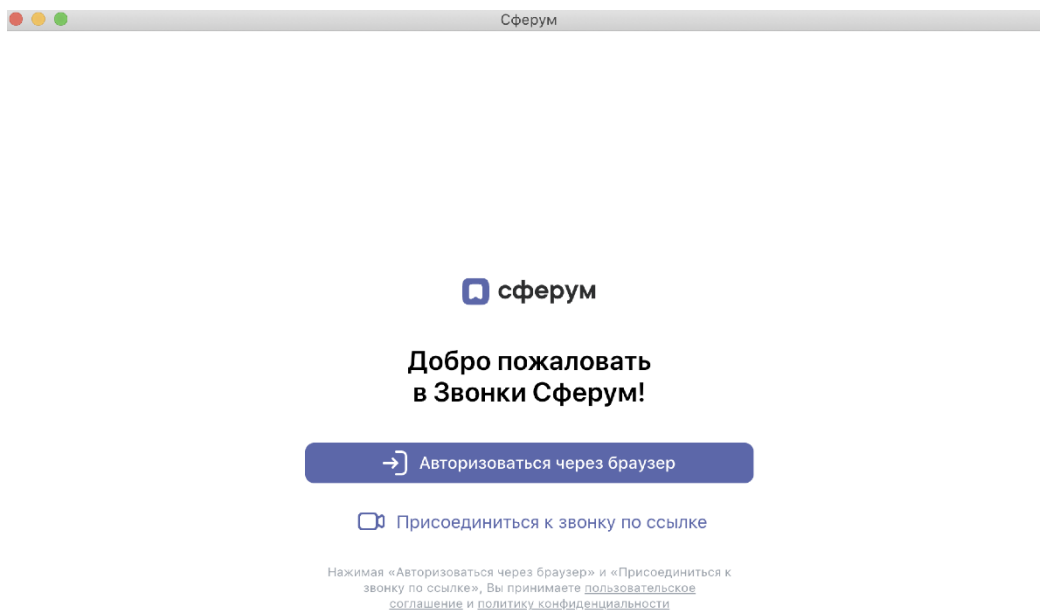 Сферум
сферум
Добро пожаловать
в Звонки Сферум!
Авторизоваться через браузер
Присоединиться к звонку по ссылке
Нажимая «Авторизоваться через браузер» и «Присоединиться к
звонку по ссылке», Вы принимаете пользовательское
соглашение и политику конфиденциальности